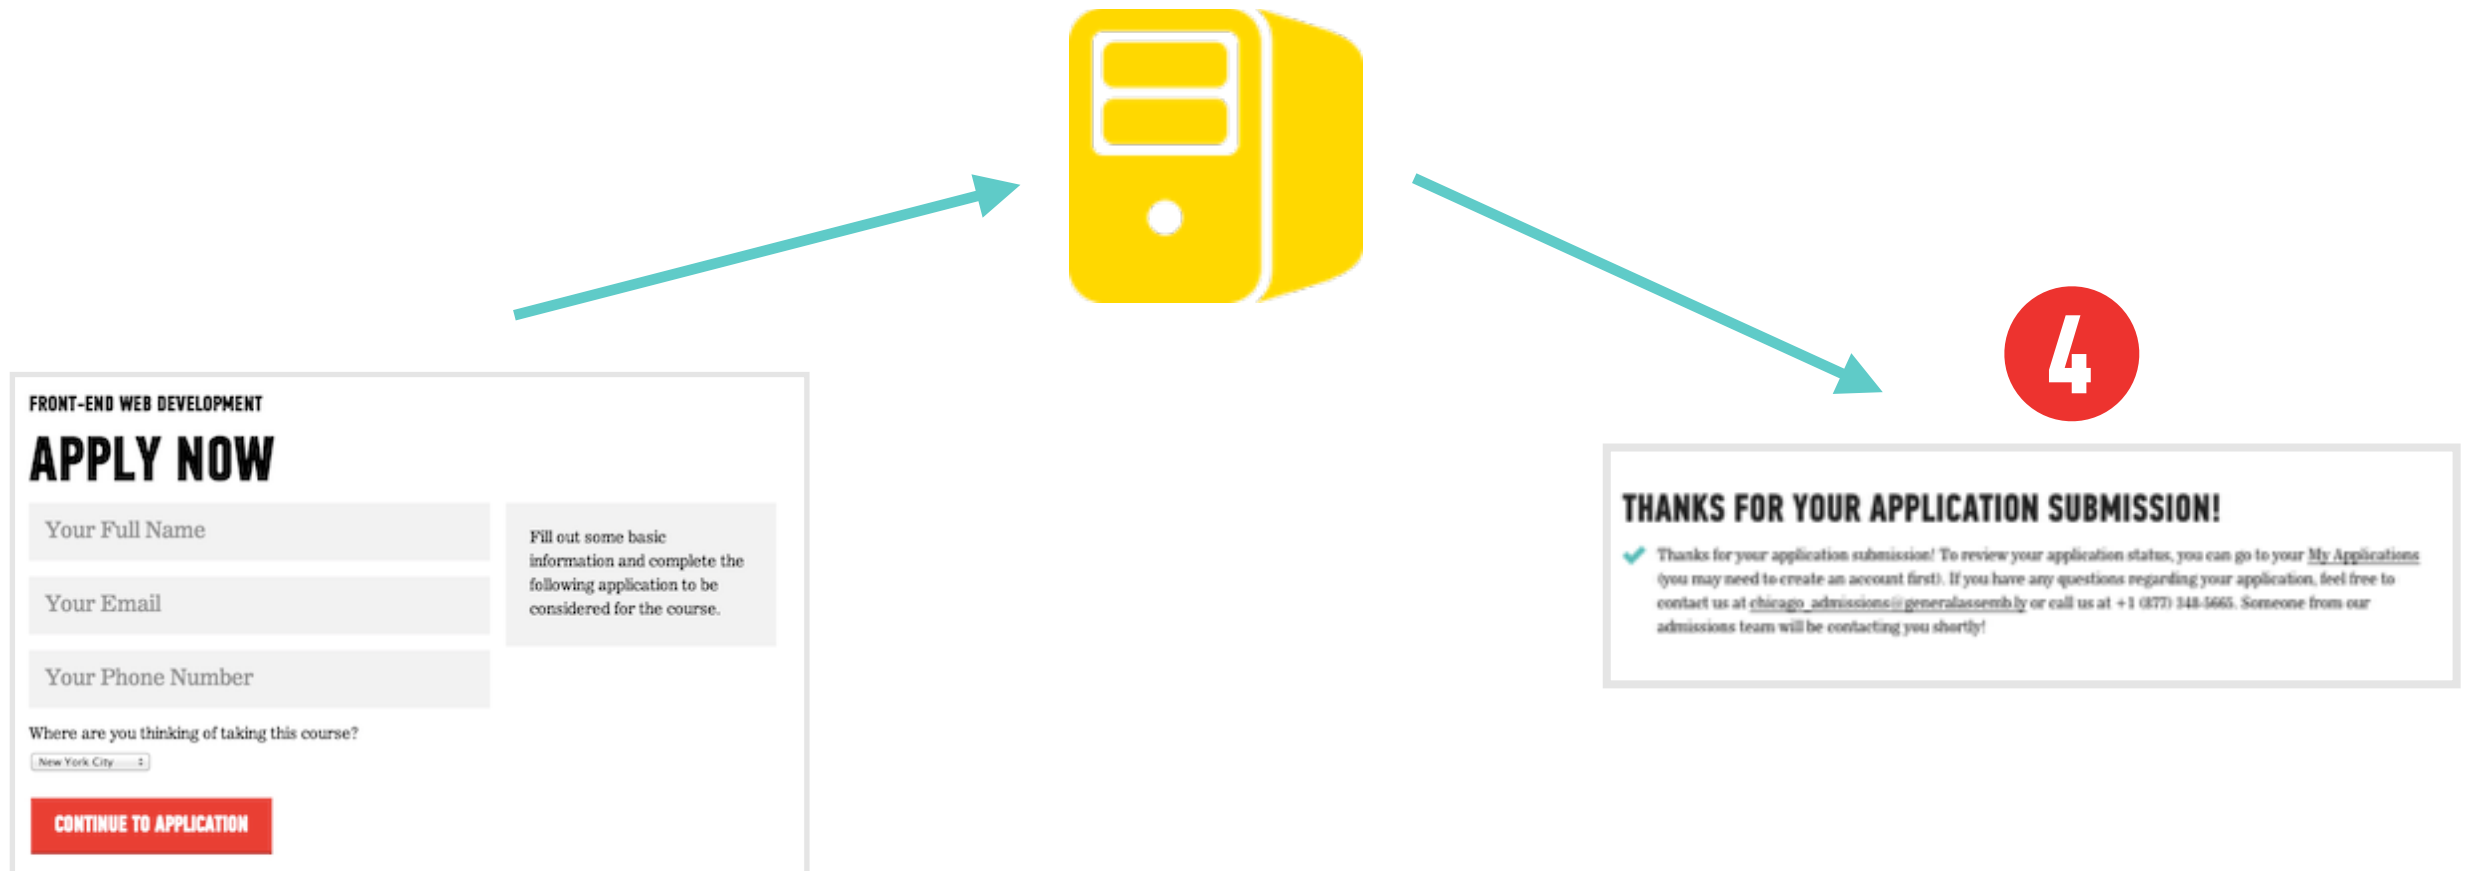 4
FRONT-END WEB DEVELOPMENT
APPLY NOW
Your Full Name
Your Email
Your Phone Number
Fill out some basic
information and complete the
following application to be
considered for the course.
Where are you thinking of taking this course?
New York City
CONTINUE TO APPLICATION
THANKS FOR YOUR APPLICATION SUBMISSION!
Thanks for your application submission! To review your application status, you can go to your My Applications
(you may need to create an account first). If you have any questions regarding your application, feel free to
contact us at chicago_admissions@generalassemb.ly or call us at +1 (877) 348-5665. Someone from our
admissions team will be contacting you shortly!